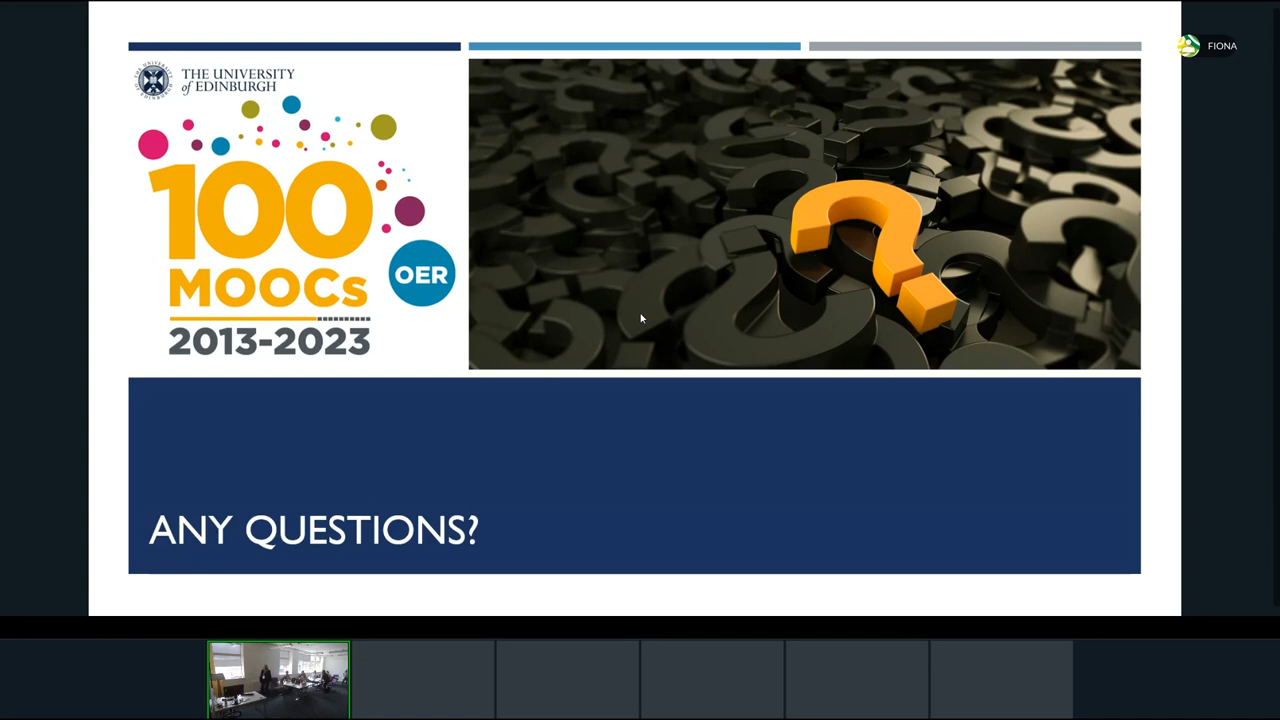 FIONA
THE UNIVERSITY
of EDINBURGH
100
MOOCs
OER
2013-2023
ANY QUESTIONS?